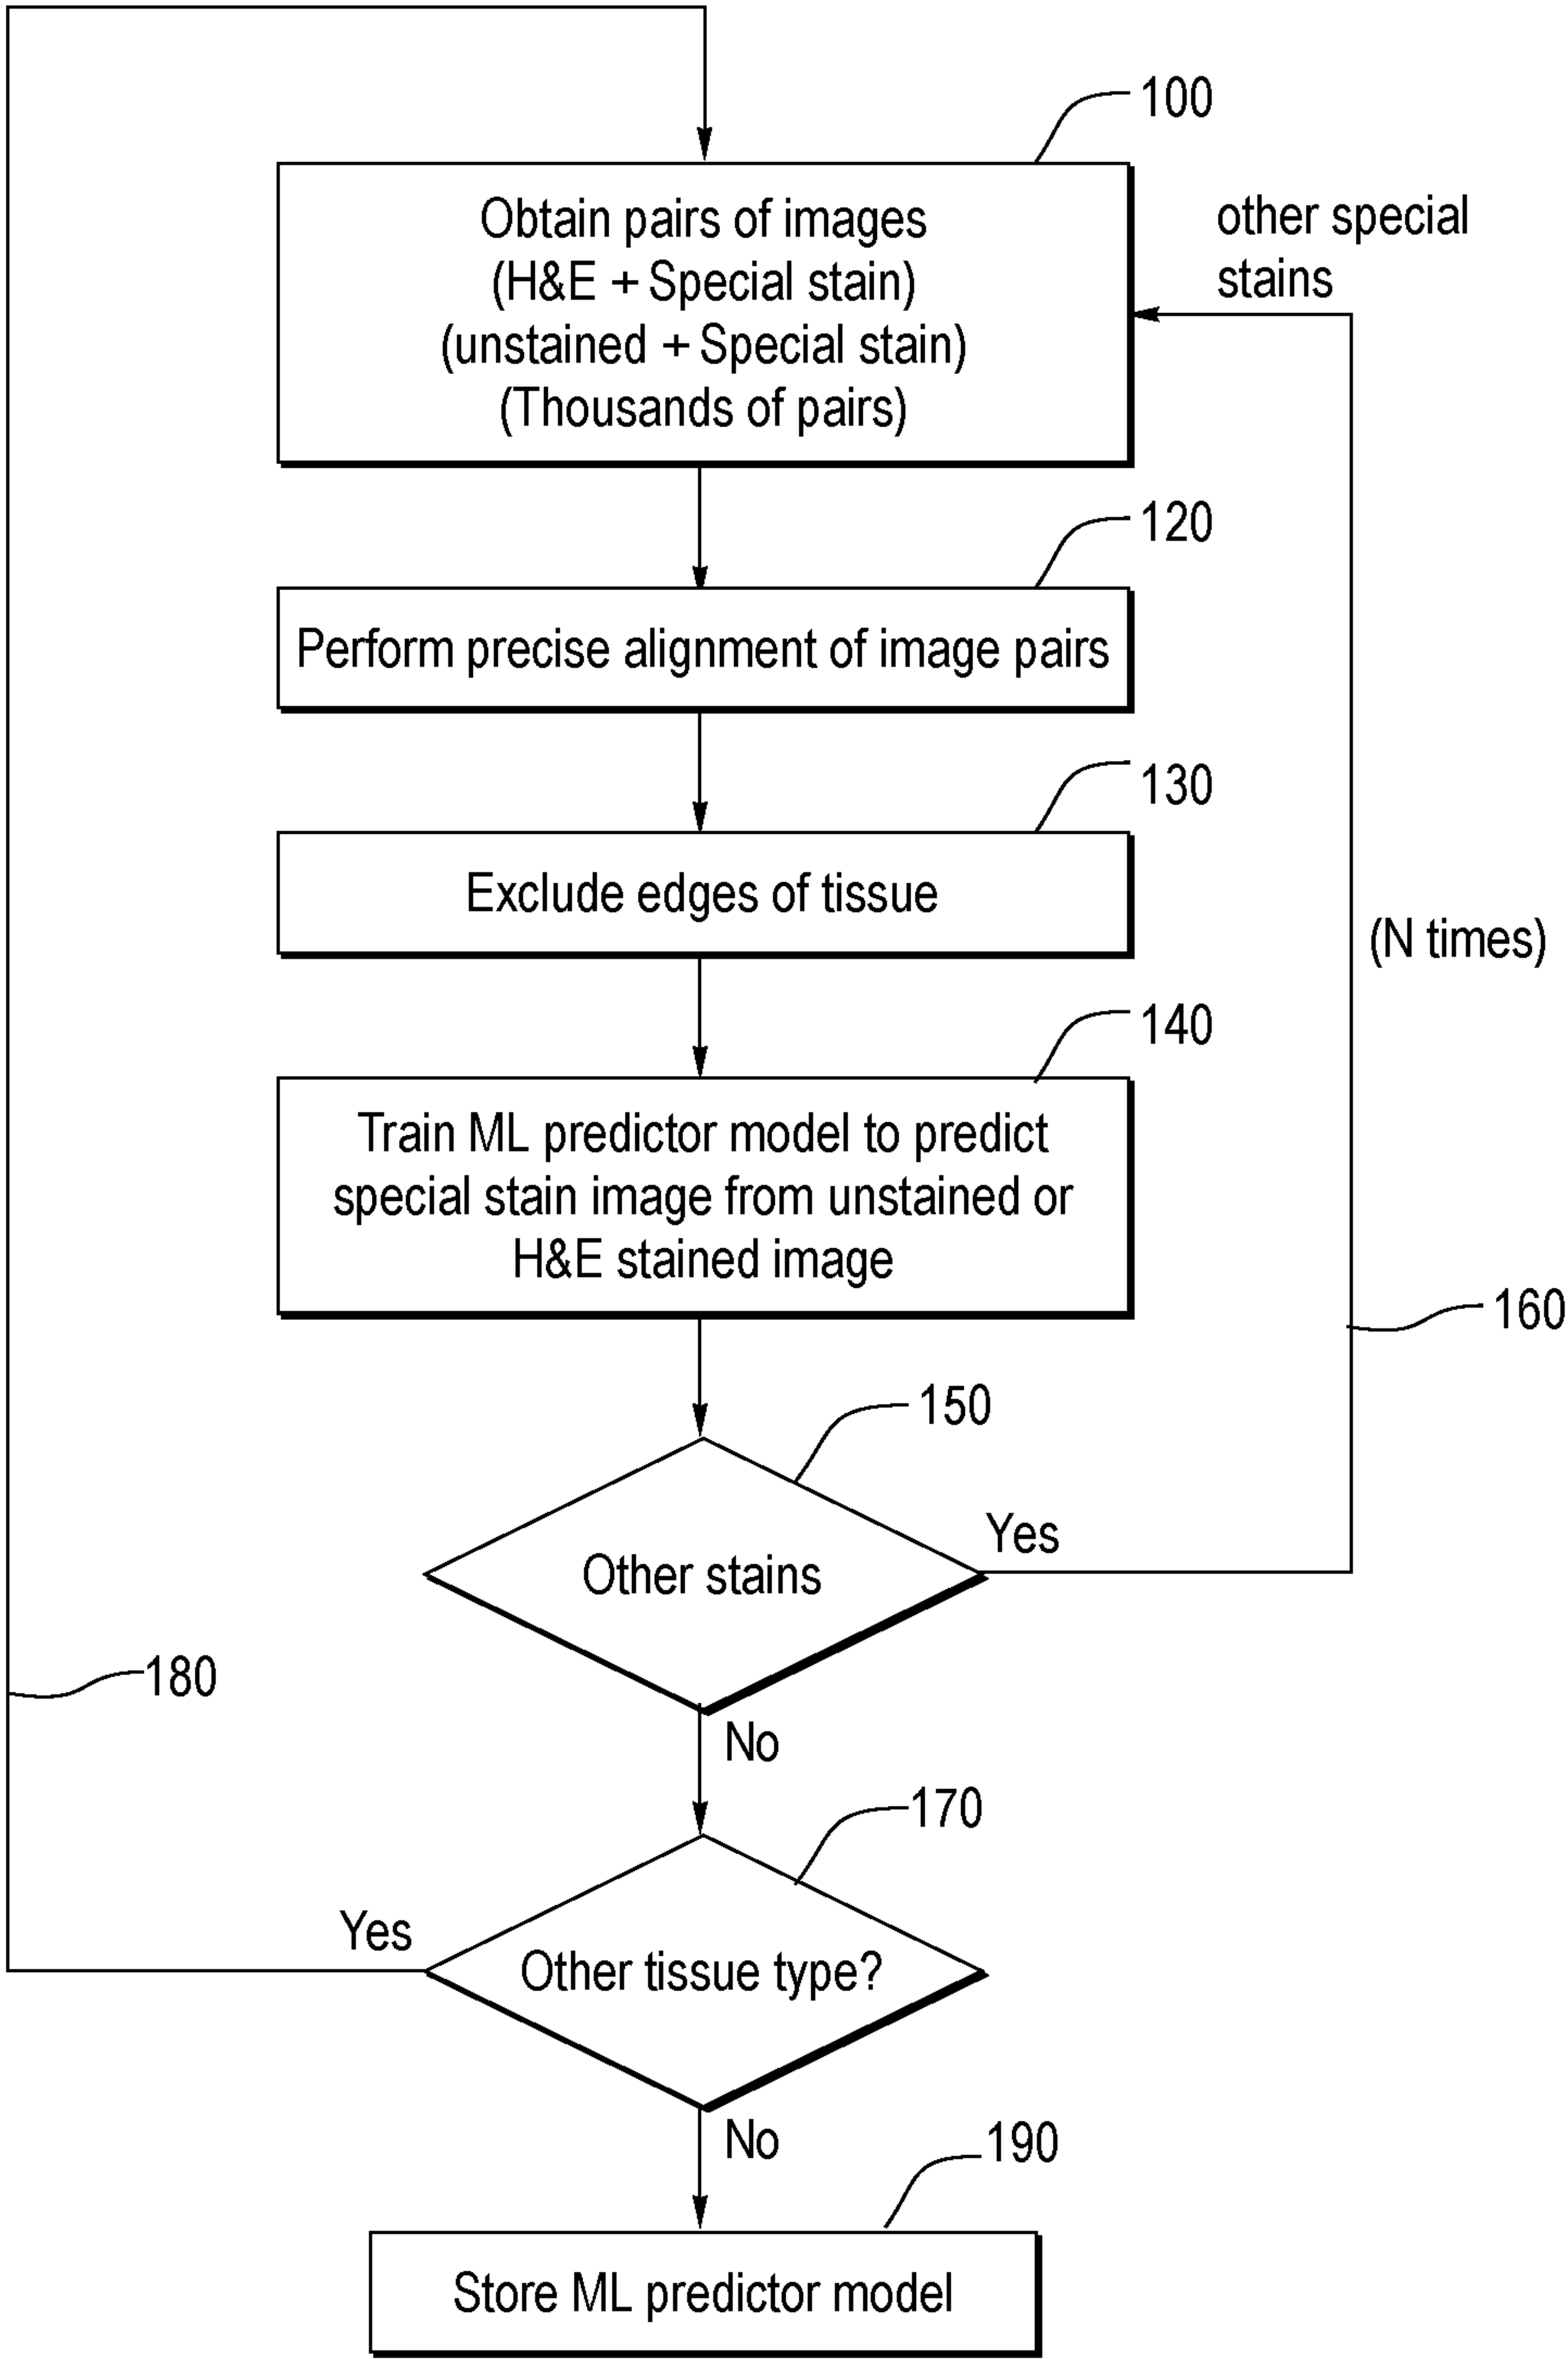 100
Obtain pairs of images
(H&E + Special stain)
(unstained + Special stain)
(Thousands of pairs)
other special
stains
120
Perform precise alignment of image pairs
130
Exclude edges of tissue
(N times)
140
Train ML predictor model to predict
special stain image from unstained or
H&E stained image
160
150
Other stains
Yes
180
No
170
Yes
Other tissue type?
No
190
Store ML predictor model